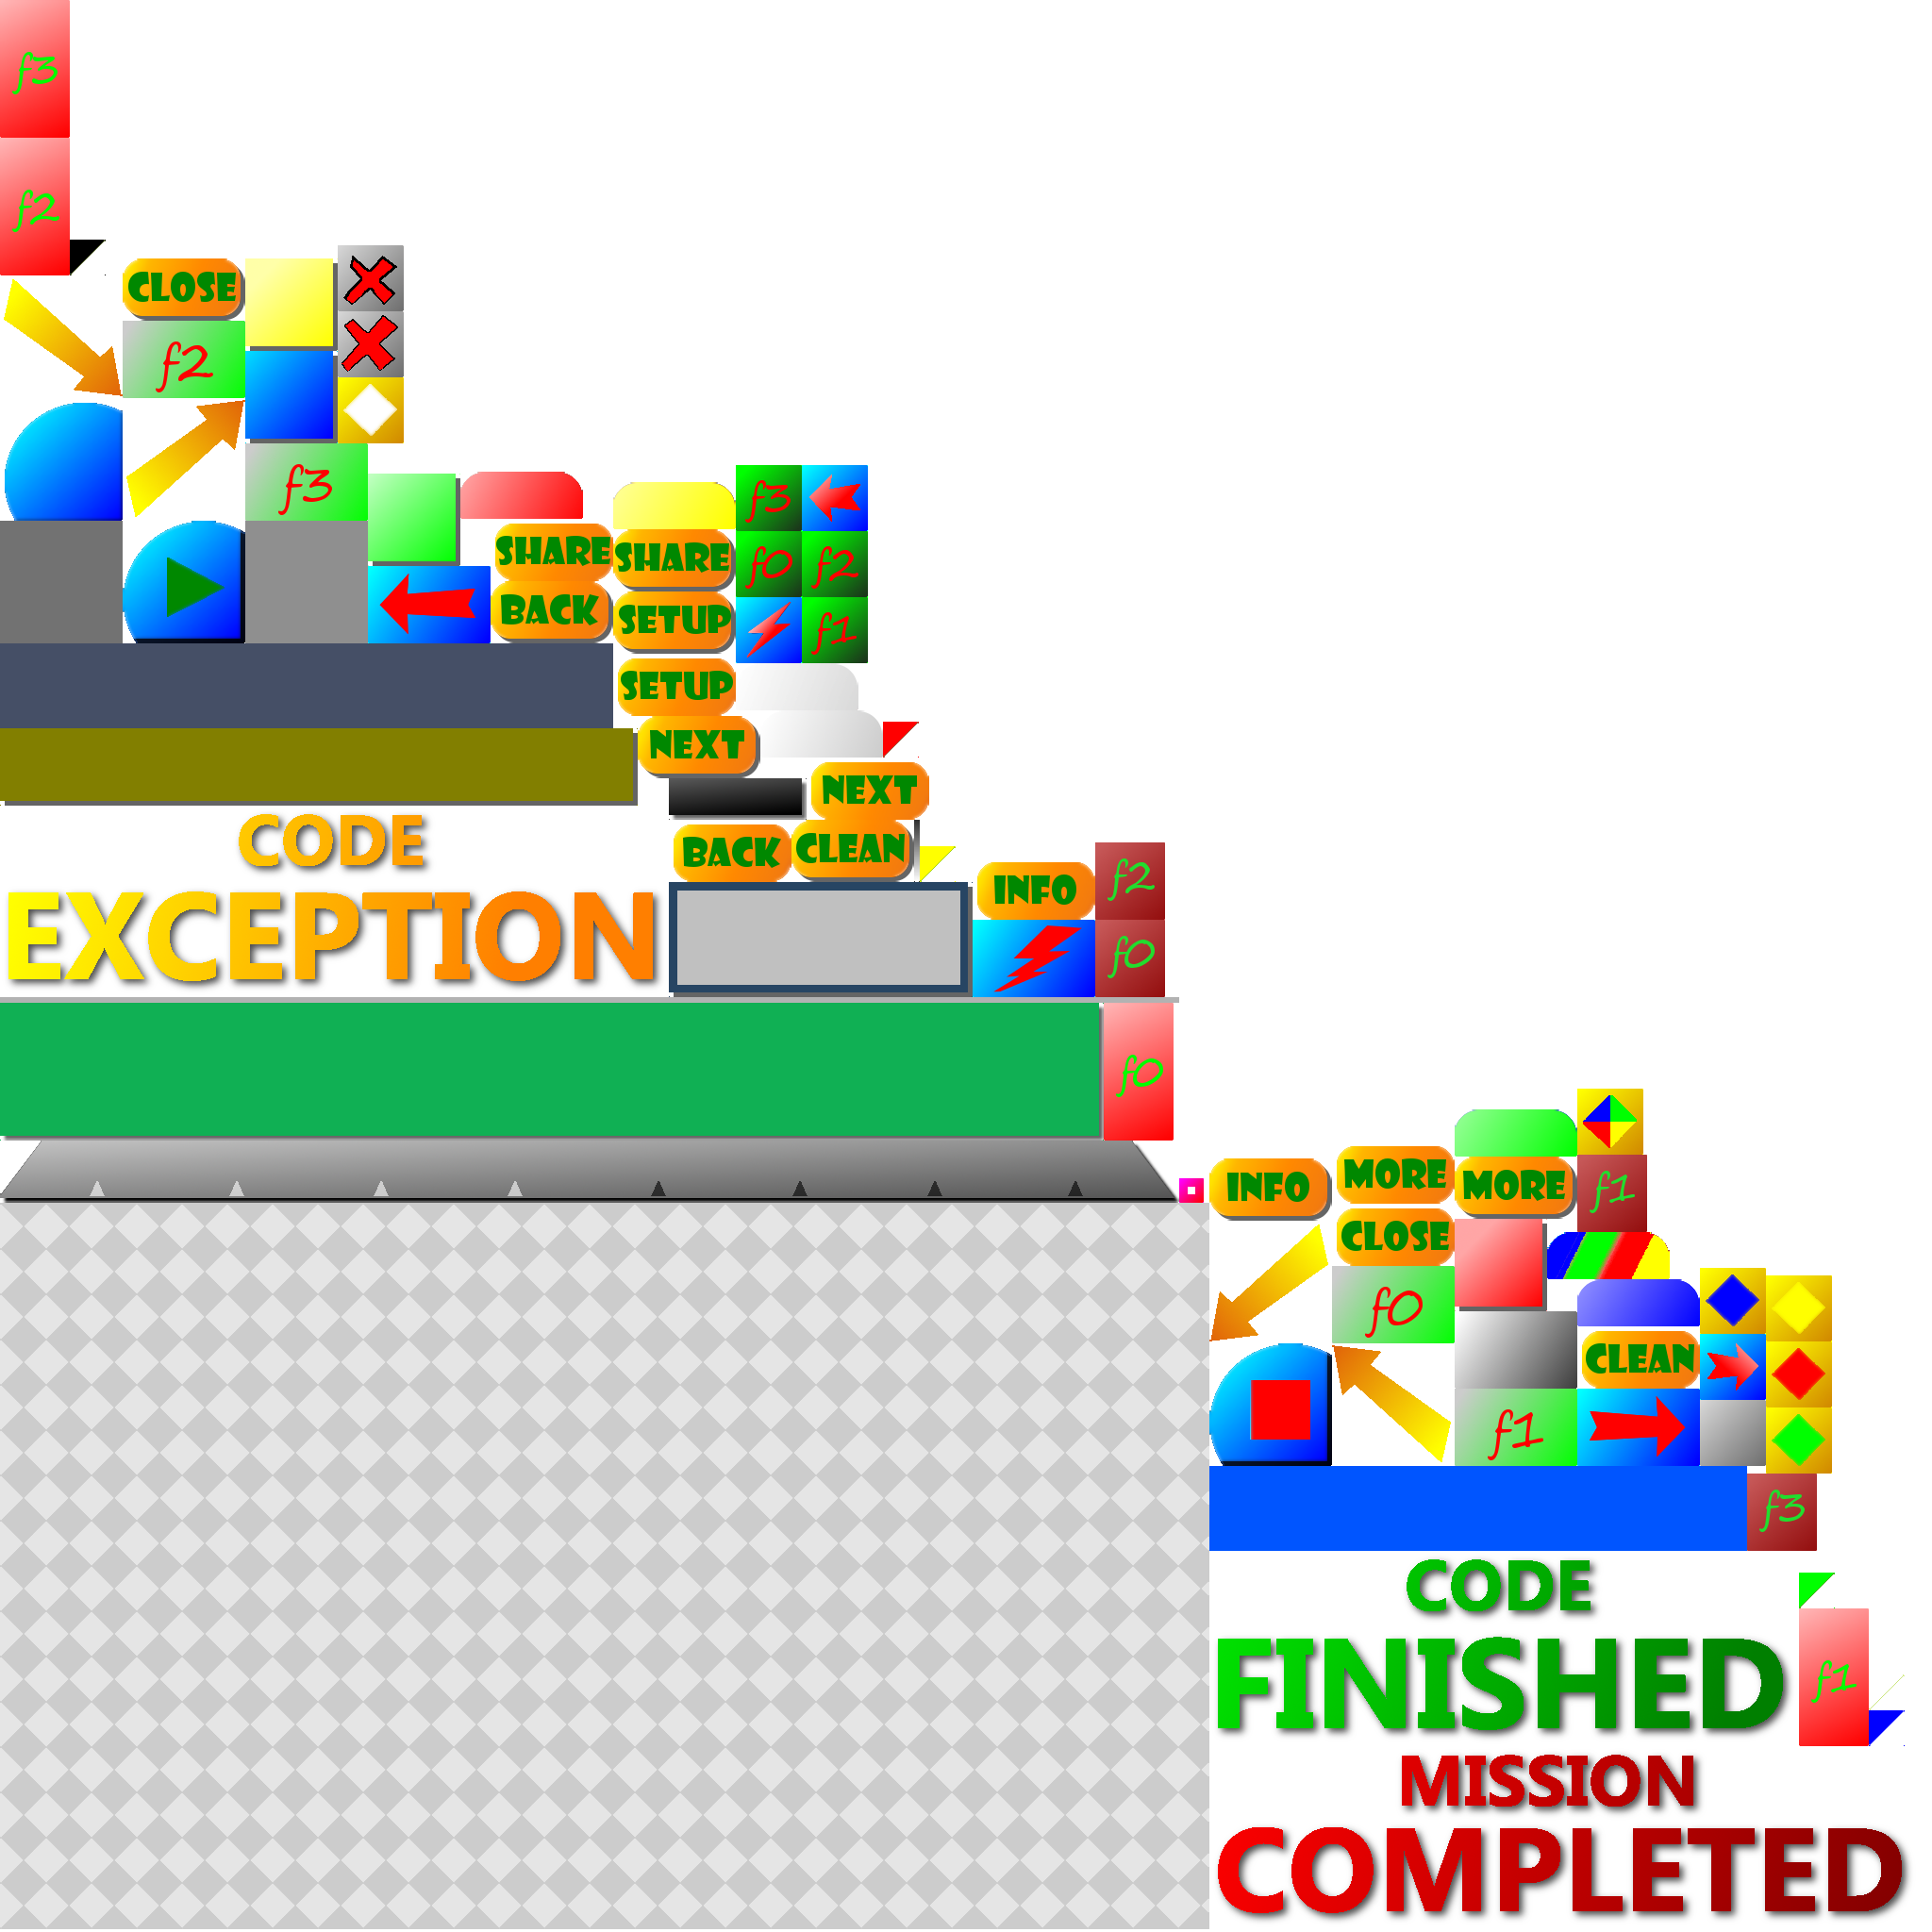 f3
f2
CLOSE
f2
f3
SHARE
SHARE
BACK
SETUP
f3
f0
f2
f1
SETUP
NEXT
NEXT
BACK
CLEAN
CODE
EXCEPTION
INFO
f2
f0
f0
INFO
MORE
MORE
f1
CLOSE
f0
CLEAN
f1
f3
CODE
FINISHED
f1
MISSION
COMPLETED